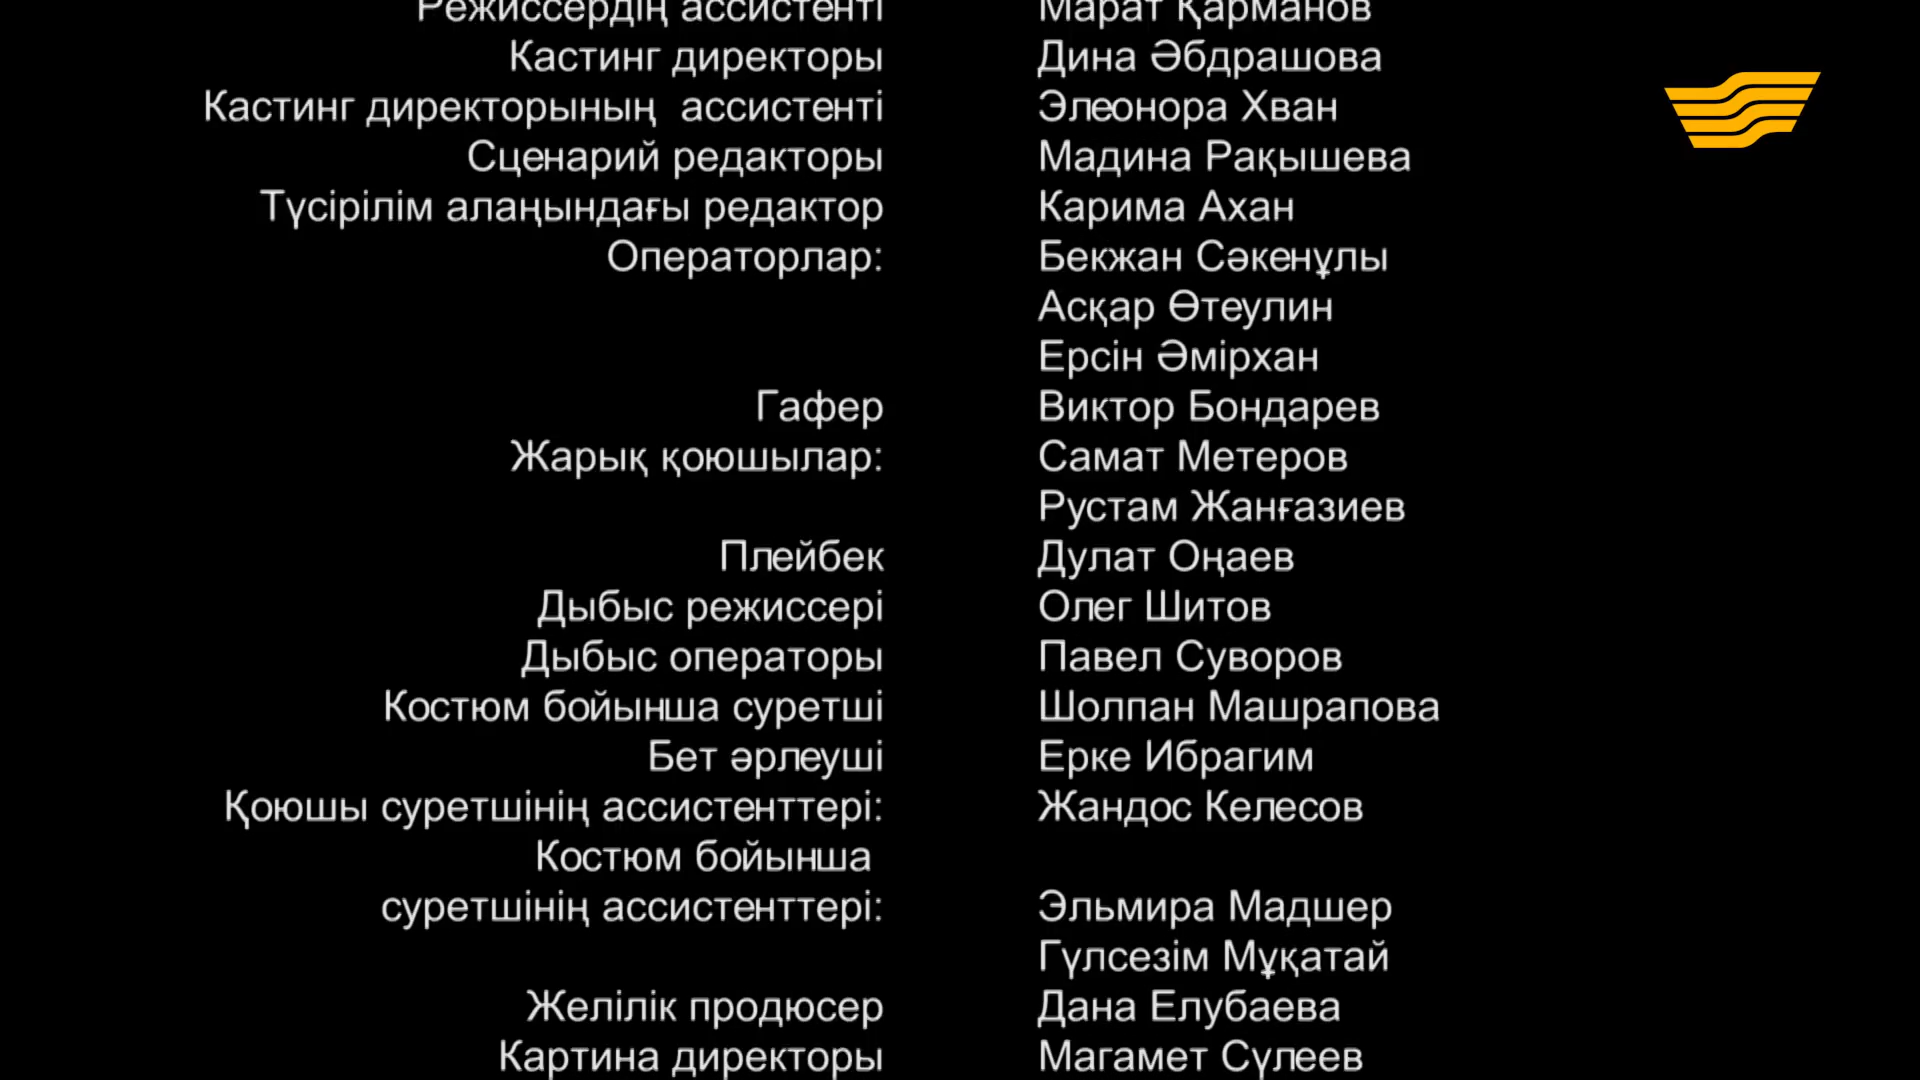 Режиссердің ассистенті Марат Қарманов
Кастинг директоры Дина Әбдрашова
Кастинг директорының ассистенті Элеонора Хван
Сценарий редакторы Мадина Рақышева
Түсірілім алаңындағы редактор Карима Ахан
Операторлар: Бекжан Сәкенұлы
Асқар Өтеулин
Ерсін Әмірхан
Гафер Виктор Бондарев
Жарық қоюшылар: Самат Метеров
Рустам Жанғазиев
Плейбек Дулат Оңаев
Дыбыс режиссері Олег Шитов
Дыбыс операторы Павел Суворов
Костюм бойынша суретші Шолпан Машрапова
Бет әрлеуші Ерке Ибрагим
Қоюшы суретшінің ассистенттері: Жандос Келесов
Костюм бойынша
суретшінің ассистенттері: Эльмира Мадшер
Гүлсезім Мұқатай
Желілік продюсер Дана Елубаева
Картина директоры Магамет Сүлеев